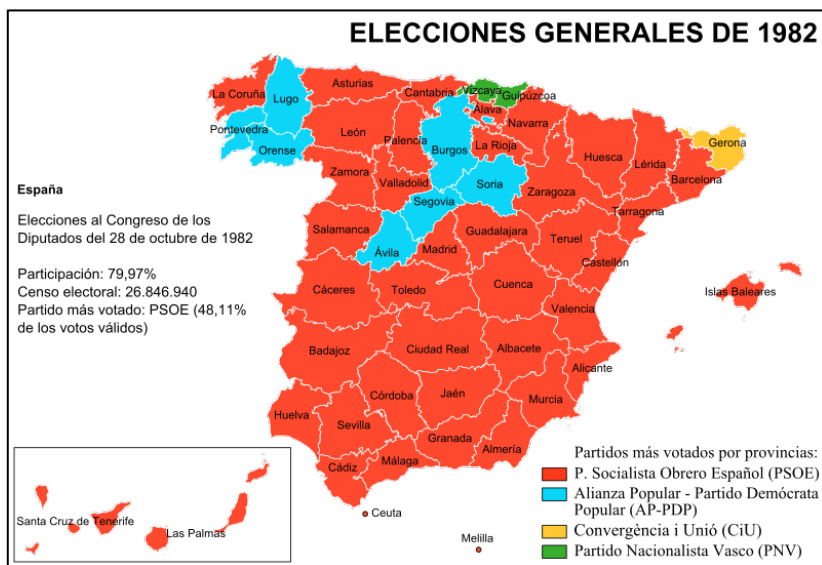 ELECCIONES GENERALES DE 1982
Asturias
Cantabria
Vizcaya
Guipúzcoa
La Coruña
Lugo
Álava
Navarra
Pontevedra
León
Palencia
Burgos
La Rioja
Huesca
Lérida
Gerona
Orense
Zamora
Valladolid
Soria
Zaragoza
Barcelona
Segovia
Tarragona
Salamanca
Ávila
Madrid
Guadalajara
Teruel
Castellón
Cáceres
Toledo
Cuenca
Islas Baleares
Valencia
Badajoz
Ciudad Real
Albacete
Alicante
Córdoba
Jaén
Murcia
Huelva
Sevilla
Granada
Almería
Cádiz
Málaga
Ceuta
Melilla
Santa Cruz de Tenerife
Las Palmas
España
Elecciones al Congreso de los
Diputados del 28 de octubre de 1982
Participación: 79,97%
Censo electoral: 26.846.940
Partido más votado: PSOE (48,11%
de los votos válidos)
Partidos más votados por provincias:
P. Socialista Obrero Español (PSOE)
Alianza Popular - Partido Demócrata
Popular (AP-PDP)
Convergència i Unió (CiU)
Partido Nacionalista Vasco (PNV)